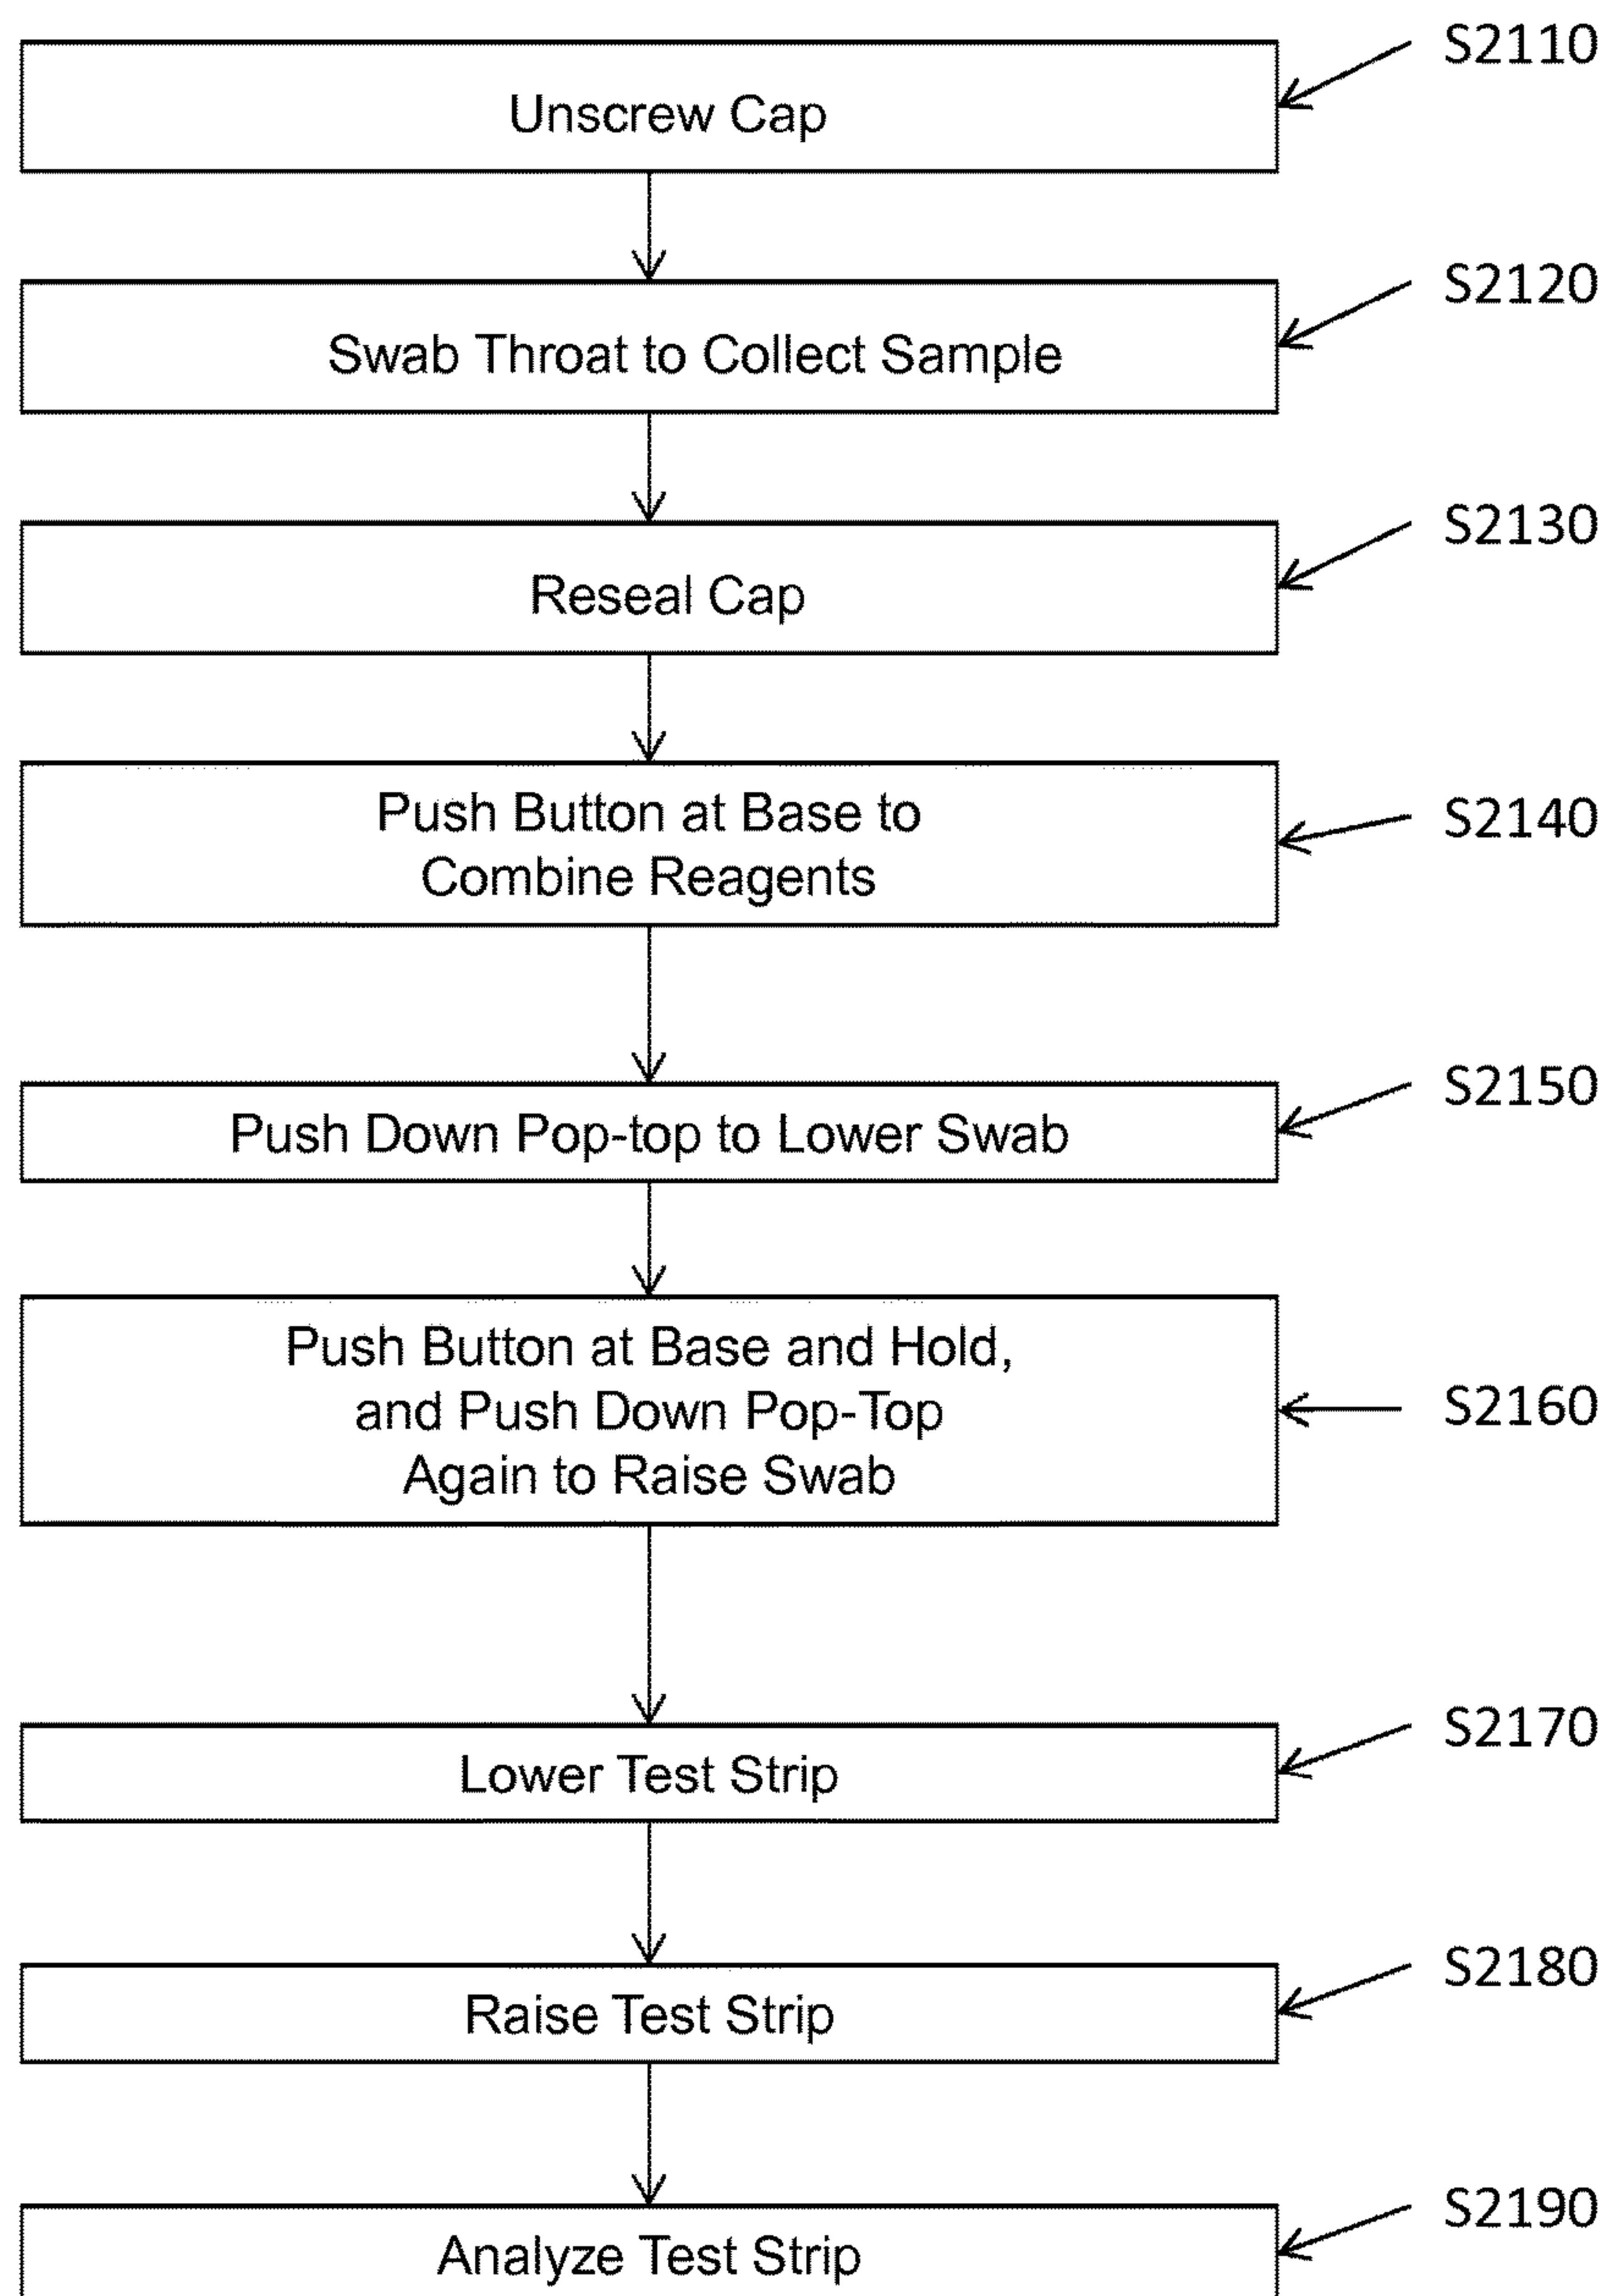 S2110
Unscrew Cap
S2120
Swab Throat to Collect Sample
S2130
Reseal Cap
S2140
Push Button at Base to
Combine Reagents
S2150
Push Down Pop-top to Lower Swab
Push Button at Base and Hold,
and Push Down Pop-Top
Again to Raise Swab
S2160
S2170
Lower Test Strip
S2180
Raise Test Strip
S2190
Analyze Test Strip